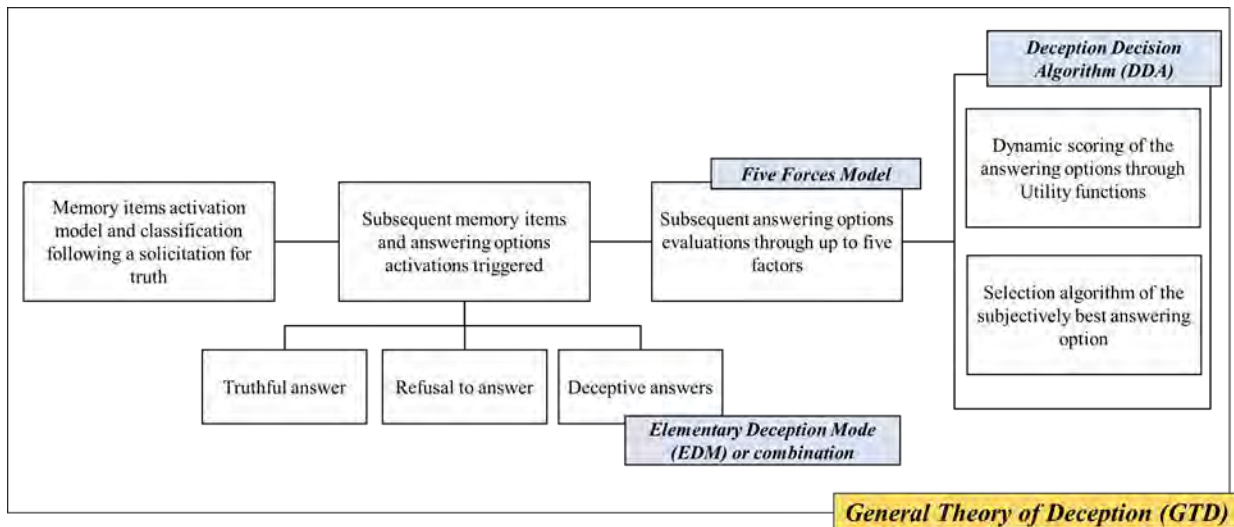 Deception Decision
Algorithm (DDA)
Dynamic scoring of the
answering options through
Utility functions
Selection algorithm of the
subjectively best answering
option
Five Forces Model
Subsequent answering options
evaluations through up to five
factors
Memory items activation
model and classification
following a solicitation for
truth
Subsequent memory items
and answering options
activations triggered
Truthful answer
Refusal to answer
Deceptive answers
Elementary Deception Mode
(EDM) or combination
General Theory of Deception (GTD)